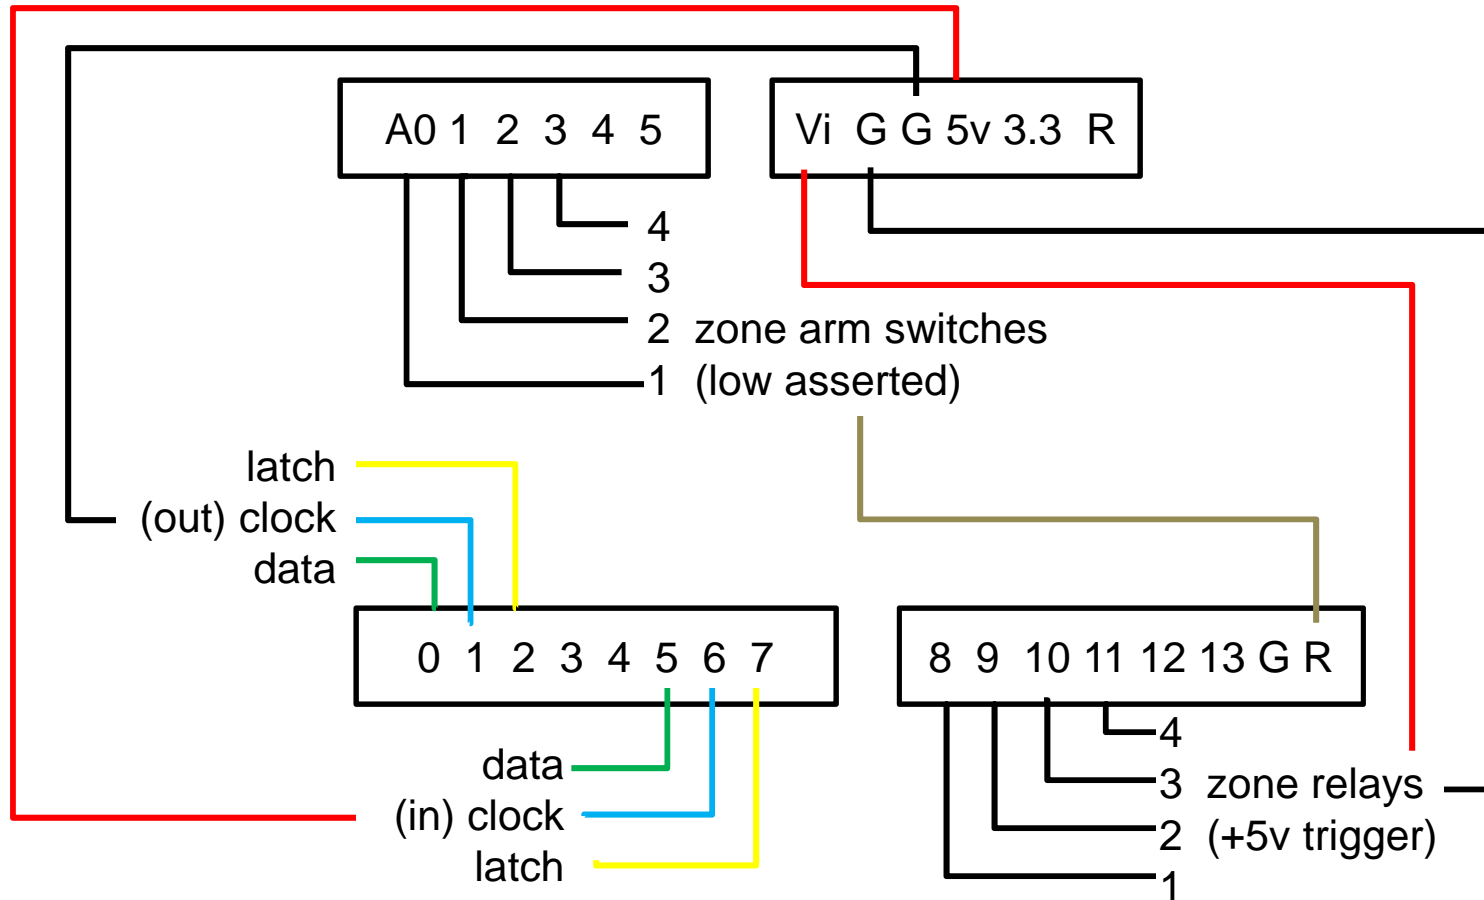 A0 1 2 3 4 5
Vi G G 5v 3.3 R
4
3
2 zone arm switches
1 (low asserted)
latch
(out) clock
data
0 1 2 3 4 5 6 7
8 9 10 11 12 13 G R
data
(in) clock
latch
4
3 zone relays
2 (+5v trigger)
1